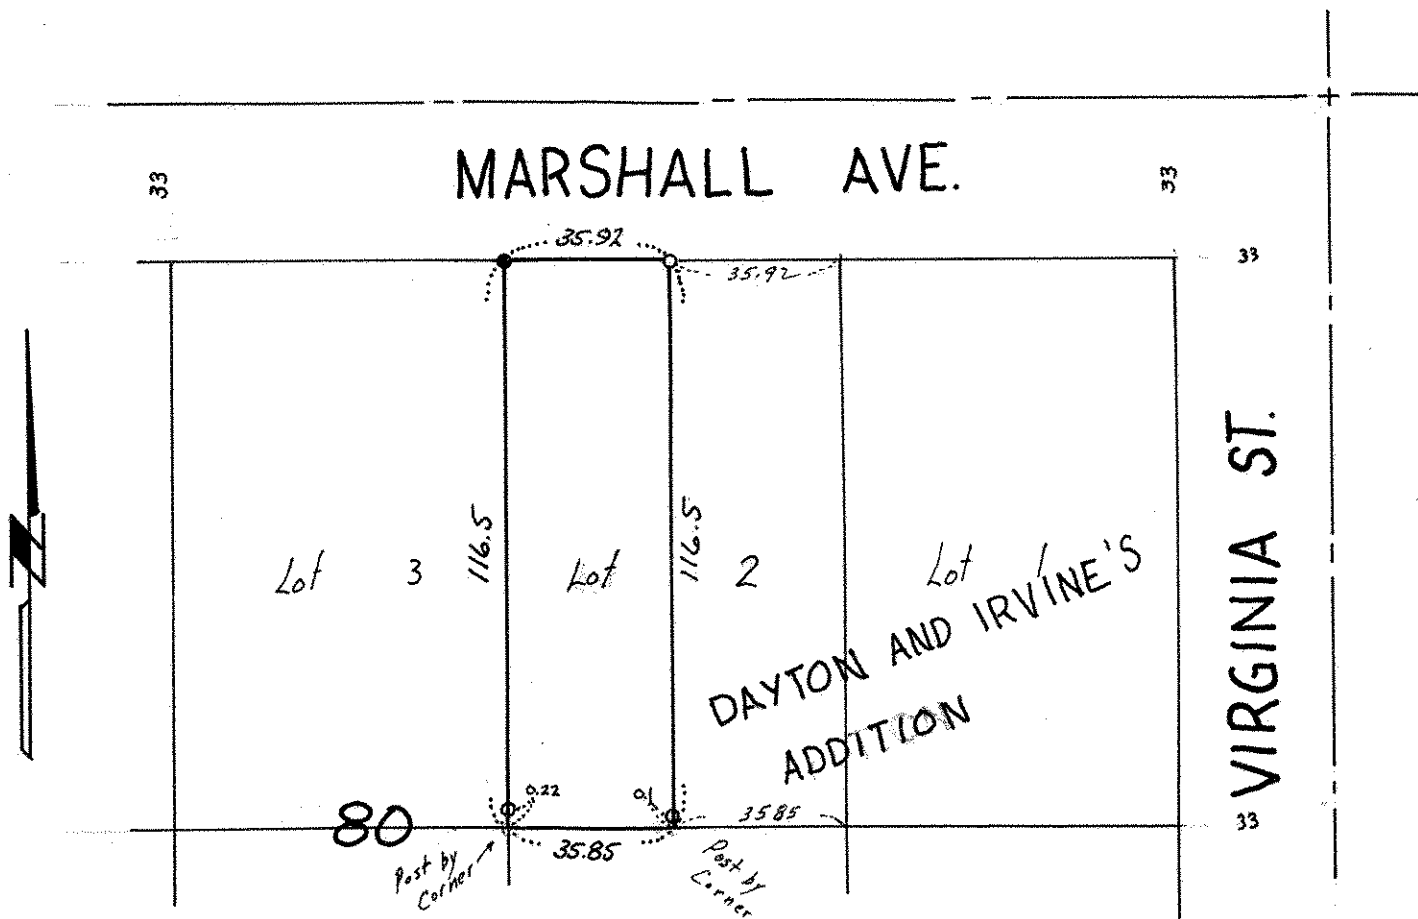 33
MARSHALL AVE.
33
35.92
35.92
33
N
VIRGINIA ST.
Lot 3
116.5
Lot
116.5
2
Lot 1
DAYTON AND IRVINE'S
ADDITION
0.22
0.1
80
35.85
35.85
33
Post by
Corner
Post by
Corner